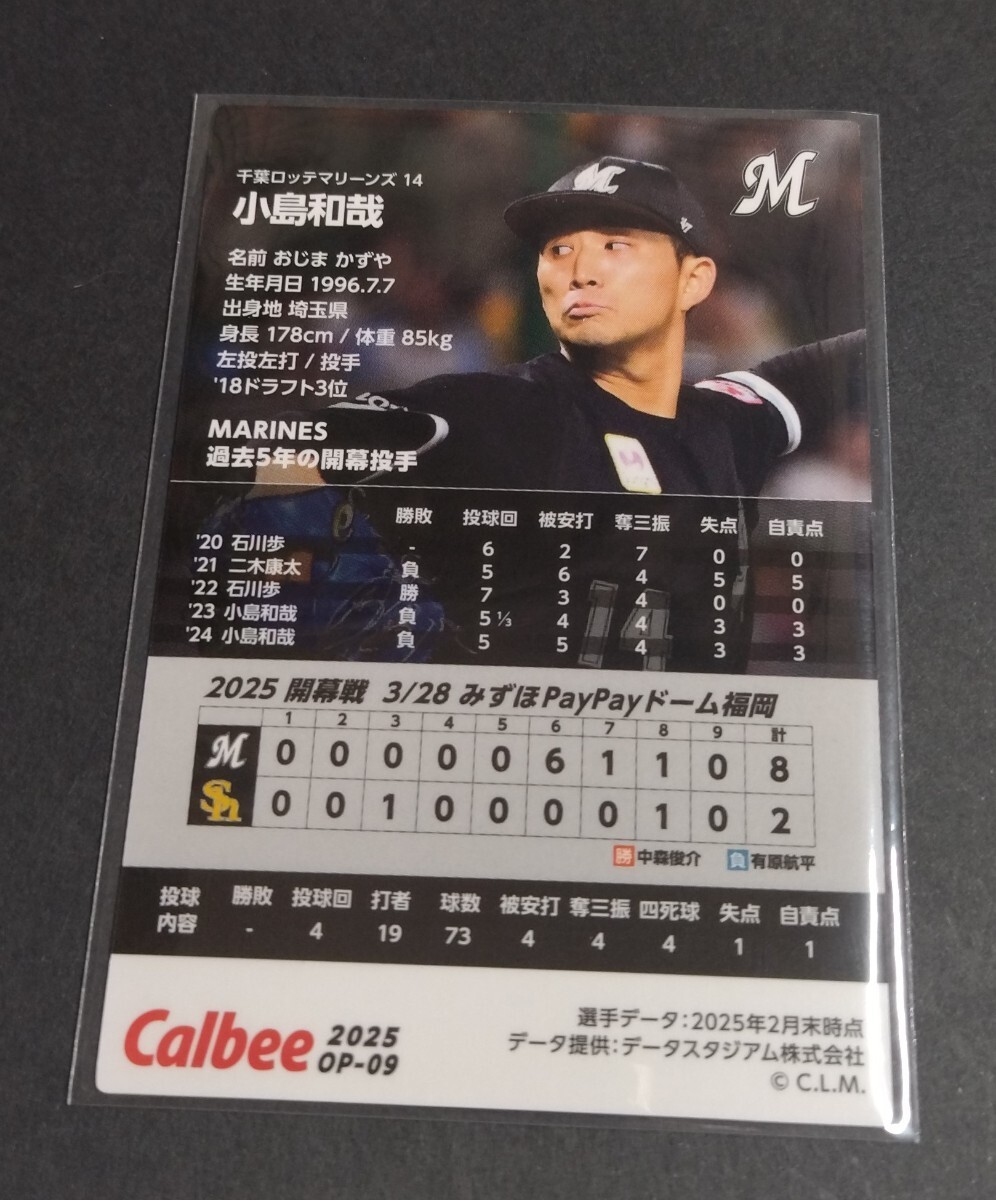 千葉ロッテマリーンズ 14
小島和哉
M
名前 おじま かずや
生年月日 1996.7.7
出身地 埼玉県
身長 178cm / 体重 85kg
左投左打 / 投手
'18ドラフト3位
MARINES
過去5年の開幕投手
勝敗 投球回 被安打 奪三振 失点 自責点
'20 石川歩 - 6 2 7 0 0
'21 二木康太 負 5 6 4 5 5
'22 石川歩 勝 7 3 4 0 0
'23 小島和哉 負 5 1/3 4 4 3 3
'24 小島和哉 負 5 5 4 3 3
2025 開幕戦 3/28 みずほPayPayドーム福岡
1 2 3 4 5 6 7 8 9 計
M 0 0 0 0 0 6 1 1 0 8
Sh 0 0 1 0 0 0 0 1 0 2
勝 中森俊介 負 有原航平
投球内容 勝敗 投球回 打者 球数 被安打 奪三振 四死球 失点 自責点
- 4 19 73 4 4 4 1 1
Calbee 2025
OP-09
選手データ：2025年2月末時点
データ提供：データスタジアム株式会社
© C.L.M.